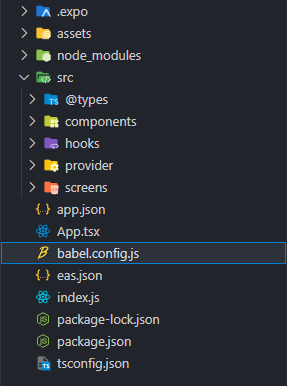 .expo
assets
node_modules
src
@types
components
hooks
provider
screens
app.json
App.tsx
babel.config.js
eas.json
index.js
package-lock.json
package.json
tsconfig.json